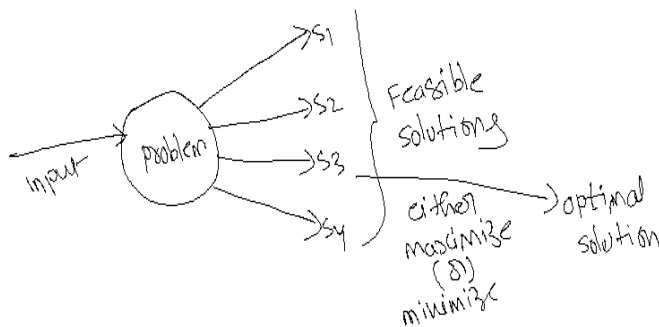 input
problem
S1
S2
S3
S4
Feasible
solutions
either
maximize
(or)
minimize
optimal
solution